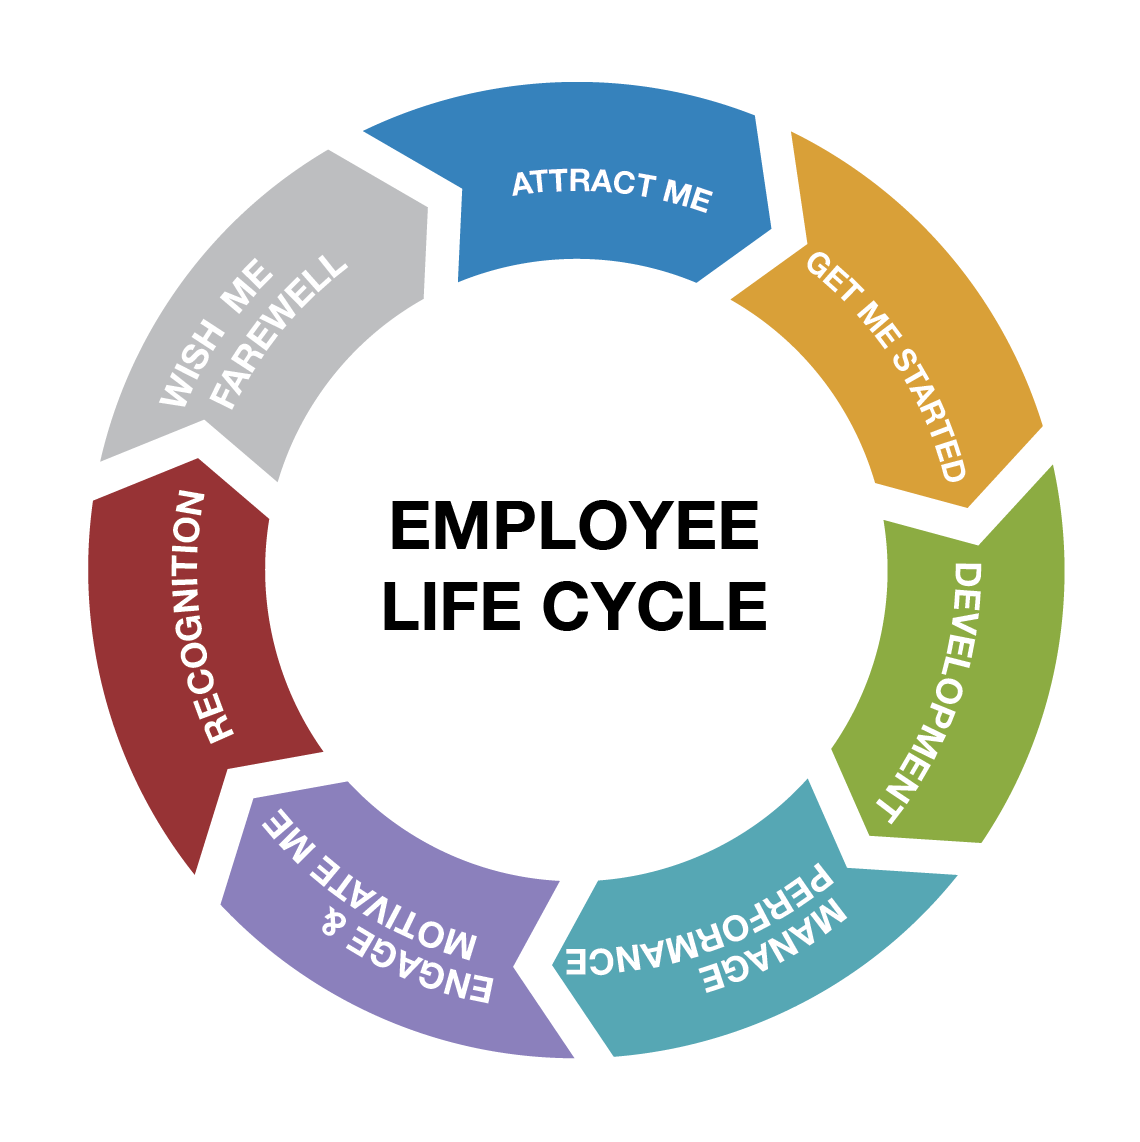 ATTRACT ME
GET ME STARTED
DEVELOPMENT
MANAGE
PERFORMANCE
ENGAGE &
MOTIVATE ME
RECOGNITION
WISH ME
FAREWELL
EMPLOYEE
LIFE CYCLE